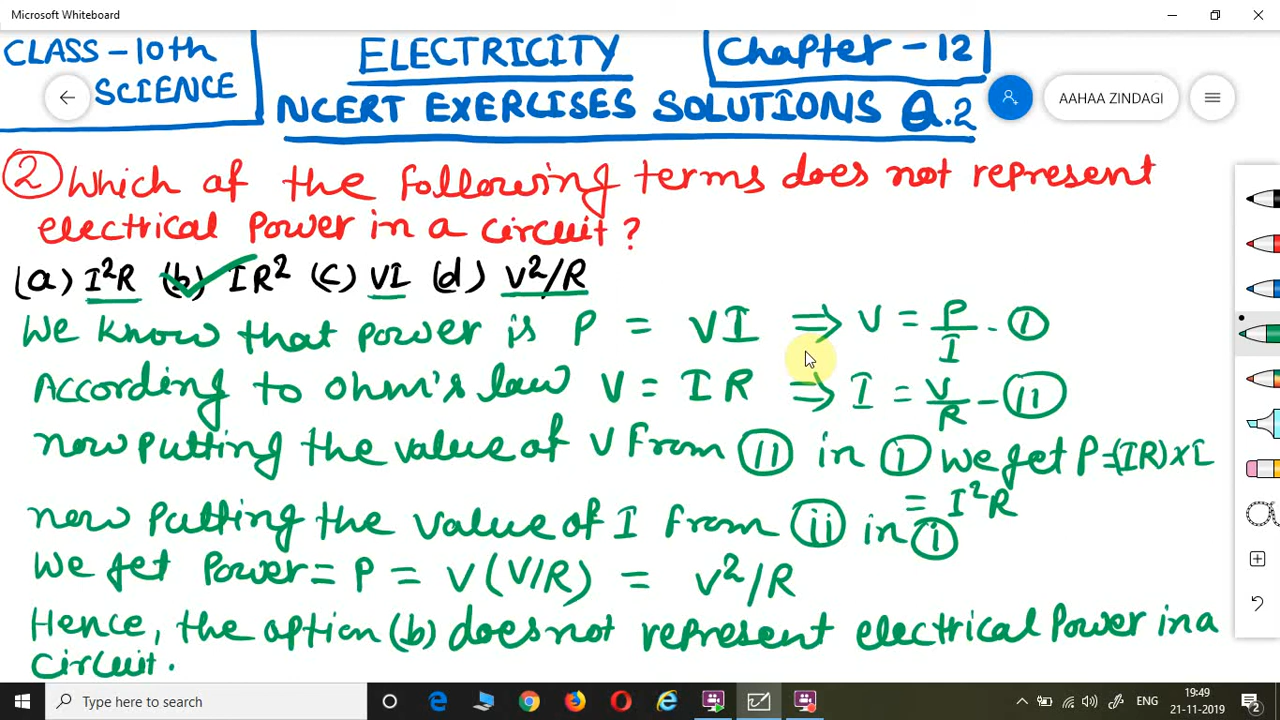 Microsoft Whiteboard
CLASS-10th
SCIENCE
ELECTRICITY
Chapter-12
NCERT EXERCISES SOLUTIONS Q.2
AAHAA ZINDAGI
② Which of the following terms does not represent
electrical Power in a circuit?
(a) I²R (b) IR² (c) VI (d) V²/R
We know that power is P = VI ⇒ V = P/I - ①
According to ohm's law V = IR ⇒ I = V/R - ⑪
now putting the value of V from ⑪ in ① we get P=(IR)×I
= I²R
now putting the value of I from ⓘⓘ in ⓘ
We get Power = P = V(V/R) = V²/R
Hence, the option (b) does not represent electrical Power in a
circuit.
Type here to search
ENG
19:49
21-11-2019
2